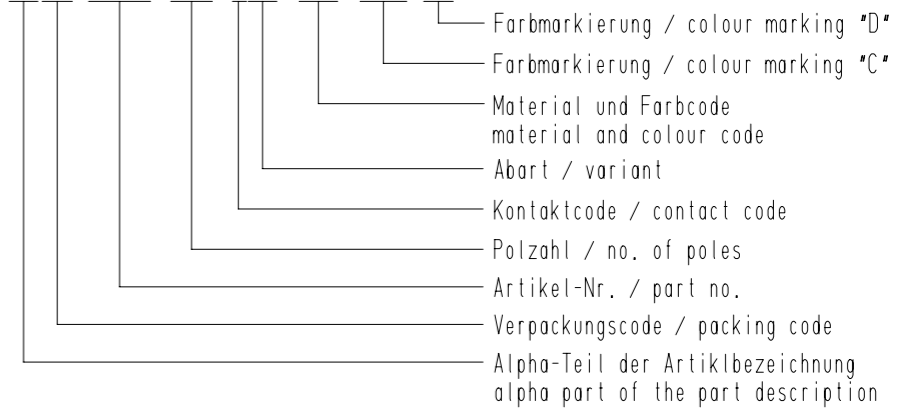 Farbmarkierung / colour marking "D"
Farbmarkierung / colour marking "C"
Material und Farbcode
material and colour code
Abart / variant
Kontaktcode / contact code
Polzahl / no. of poles
Artikel-Nr. / part no.
Verpackungscode / packing code
Alpha-Teil der Artiklbezeichnung
alpha part of the part description